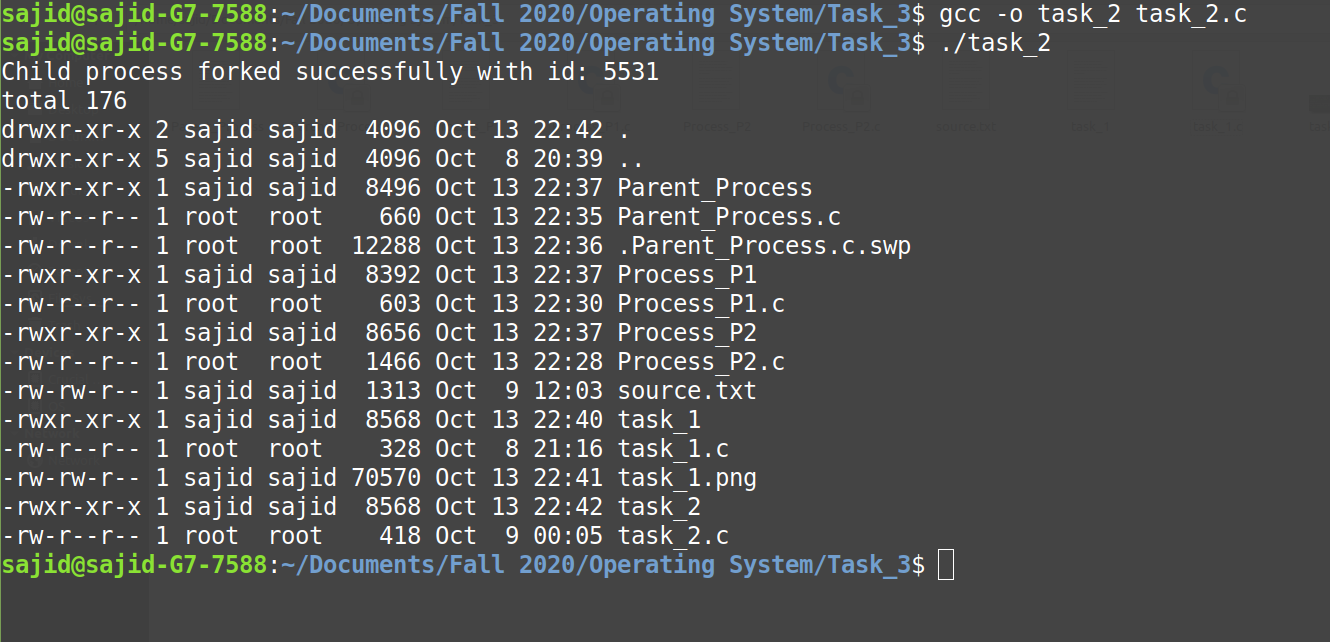 sajid@sajid-G7-7588:~/Documents/Fall 2020/Operating System/Task_3$ gcc -o task_2 task_2.c
sajid@sajid-G7-7588:~/Documents/Fall 2020/Operating System/Task_3$ ./task_2
Child process forked successfully with id: 5531
total 176
drwxr-xr-x 2 sajid sajid  4096 Oct 13 22:42 .
drwxr-xr-x 5 sajid sajid  4096 Oct  8 20:39 ..
-rwxr-xr-x 1 sajid sajid  8496 Oct 13 22:37 Parent_Process
-rw-r--r-- 1 root  root    660 Oct 13 22:35 Parent_Process.c
-rw-r--r-- 1 root  root  12288 Oct 13 22:36 .Parent_Process.c.swp
-rwxr-xr-x 1 sajid sajid  8392 Oct 13 22:37 Process_P1
-rw-r--r-- 1 root  root    603 Oct 13 22:30 Process_P1.c
-rwxr-xr-x 1 sajid sajid  8656 Oct 13 22:37 Process_P2
-rw-r--r-- 1 root  root   1466 Oct 13 22:28 Process_P2.c
-rw-rw-r-- 1 sajid sajid  1313 Oct  9 12:03 source.txt
-rwxr-xr-x 1 sajid sajid  8568 Oct 13 22:40 task_1
-rw-r--r-- 1 root  root    328 Oct  8 21:16 task_1.c
-rw-rw-r-- 1 sajid sajid 70570 Oct 13 22:41 task_1.png
-rwxr-xr-x 1 sajid sajid  8568 Oct 13 22:42 task_2
-rw-r--r-- 1 root  root    418 Oct  9 00:05 task_2.c
sajid@sajid-G7-7588:~/Documents/Fall 2020/Operating System/Task_3$